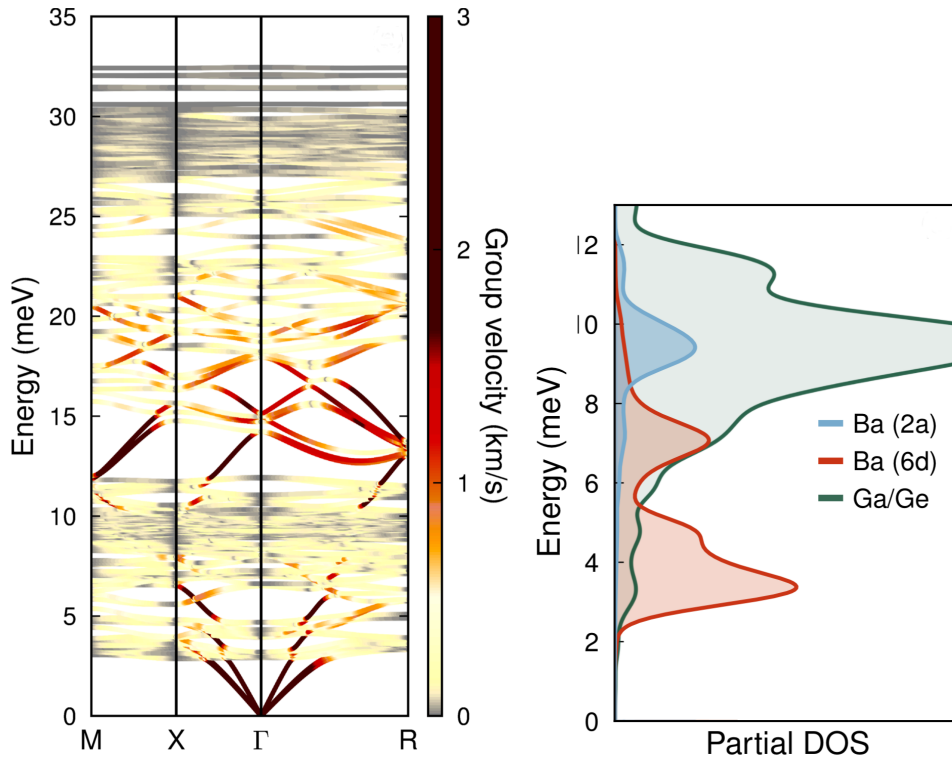 35
30
25
20
15
10
5
0
Energy (meV)
M X Γ R
3
2
1
0
Group velocity (km/s)
12
10
8
6
4
2
0
Energy (meV)
Ba (2a)
Ba (6d)
Ga/Ge
Partial DOS